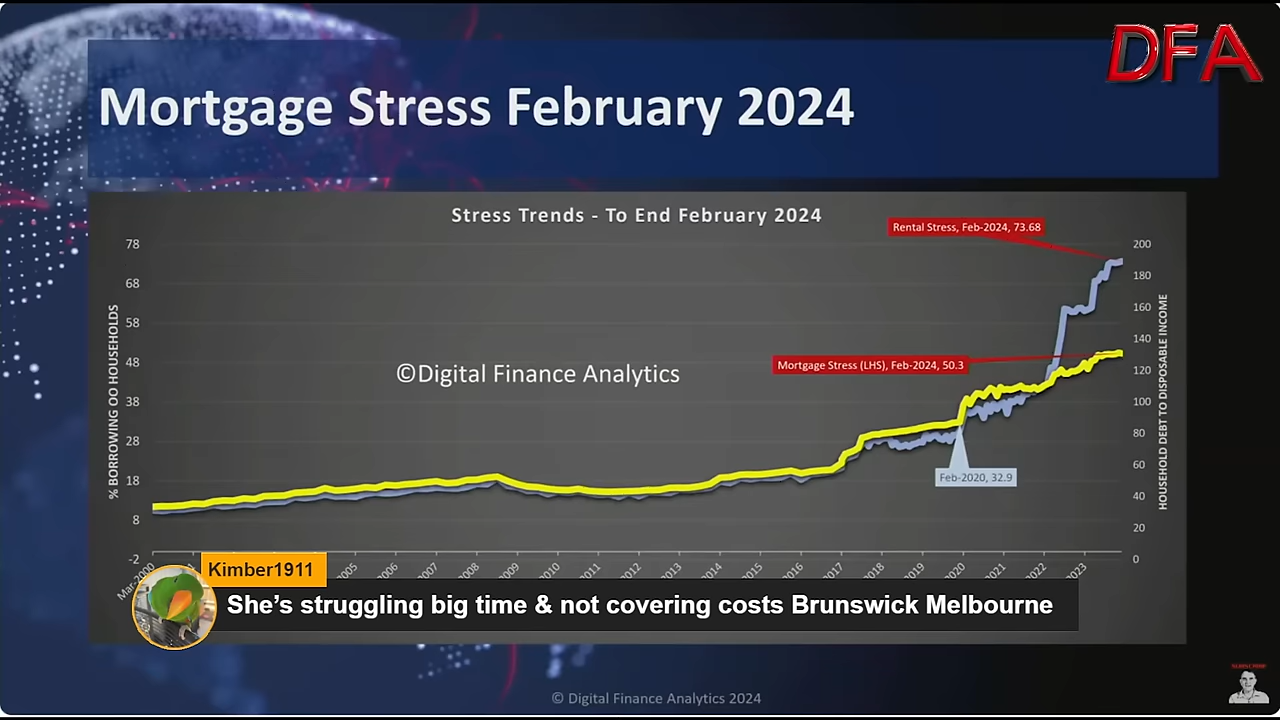 DFA
Mortgage Stress February 2024
Stress Trends - To End February 2024
Rental Stress, Feb-2024, 73.68
Mortgage Stress (LHS), Feb-2024, 50.3
Feb-2020, 32.9
©Digital Finance Analytics
% BORROWING OO HOUSEHOLDS
78
68
58
48
38
28
18
8
-2
HOUSEHOLD DEBT TO DISPOSABLE INCOME
200
180
160
140
120
100
80
60
40
20
0
Mar-2000
2006
2007
2008
2009
2010
2011
2012
2013
2014
2015
2016
2017
2018
2019
2020
2021
2022
2023
Kimber1911
She’s struggling big time & not covering costs Brunswick Melbourne
© Digital Finance Analytics 2024
SUBSCRIBE